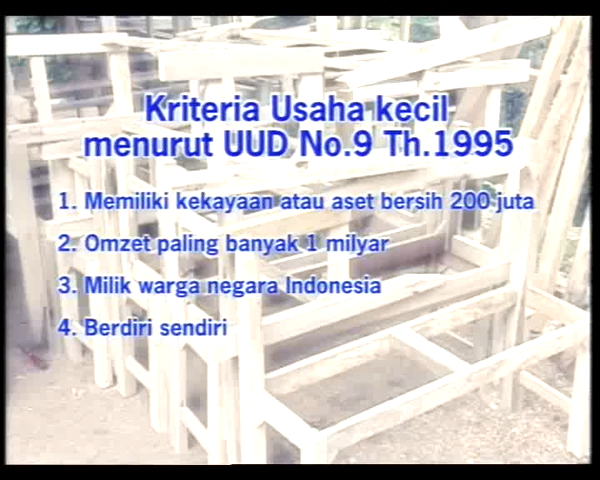 Kriteria Usaha kecil
menurut UUD No.9 Th.1995
1. Memiliki kekayaan atau aset bersih 200 juta
2. Omzet paling banyak 1 milyar
3. Milik warga negara Indonesia
4. Berdiri sendiri